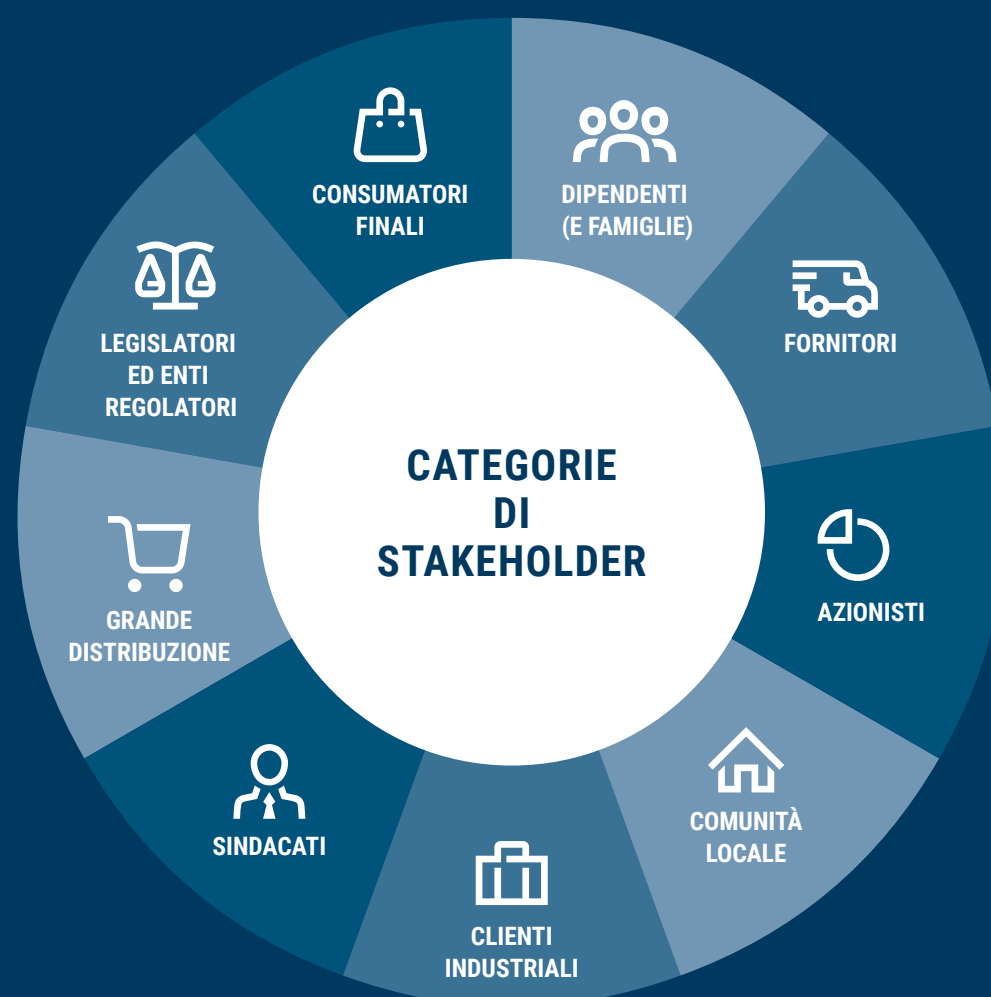 CATEGORIE
DI
STAKEHOLDER
DIPENDENTI
(E FAMIGLIE)
FORNITORI
AZIONISTI
COMUNITÀ
LOCALE
CLIENTI
INDUSTRIALI
SINDACATI
GRANDE
DISTRIBUZIONE
LEGISLATORI
ED ENTI
REGOLATORI
CONSUMATORI
FINALI